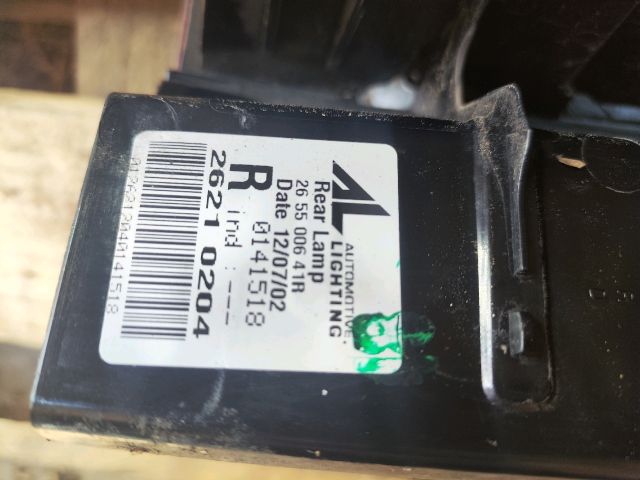 AL
AUTOMOTIVE
LIGHTING
Rear Lamp
26 55 006 41R
Date 12/07/02
0141518
R ind : ---
2621 0204